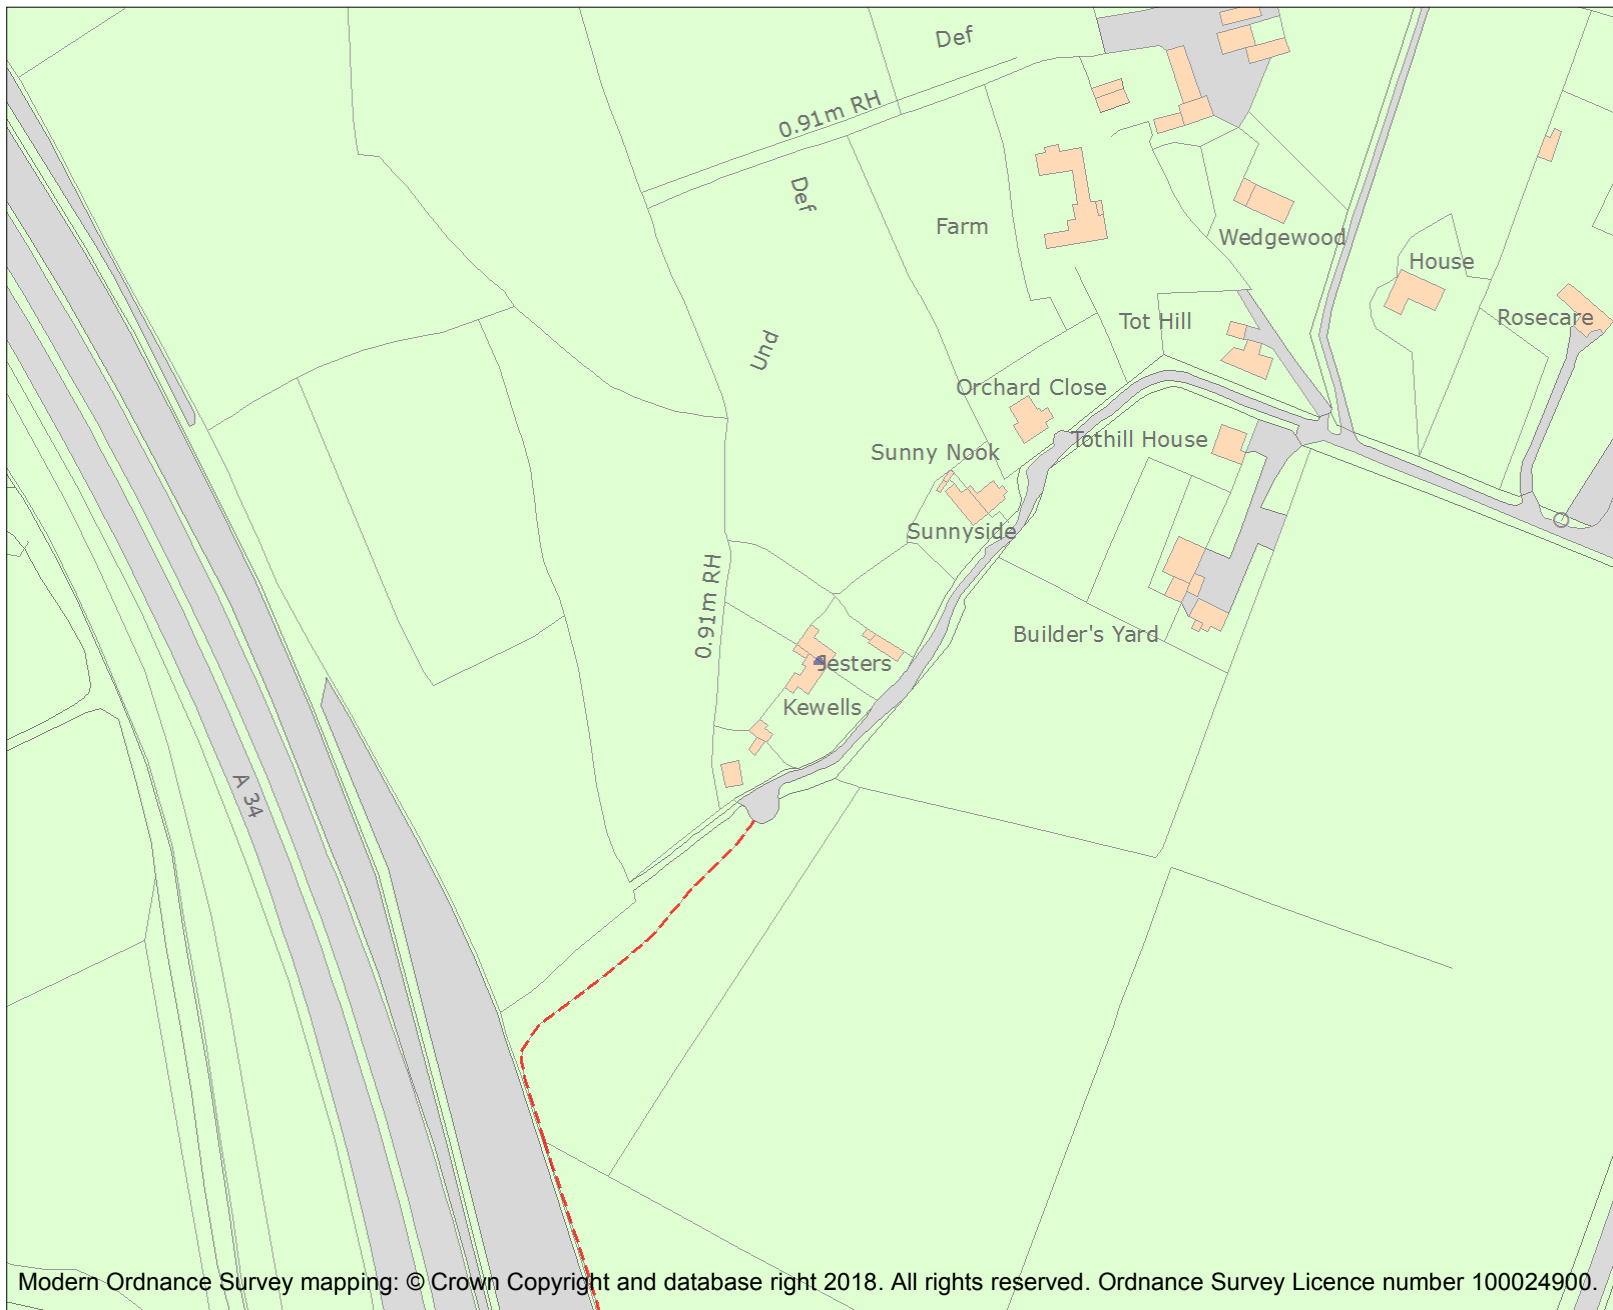 Def
0.91m RH
Def
Farm
Wedgewood
House
Rosecare
Tot Hill
Und
Orchard Close
Tothill House
Sunny Nook
Sunnyside
0.91m RH
Builder's Yard
Jesters
Kewells
A 34
Modern Ordnance Survey mapping: © Crown Copyright and database right 2018. All rights reserved. Ordnance Survey Licence number 100024900.